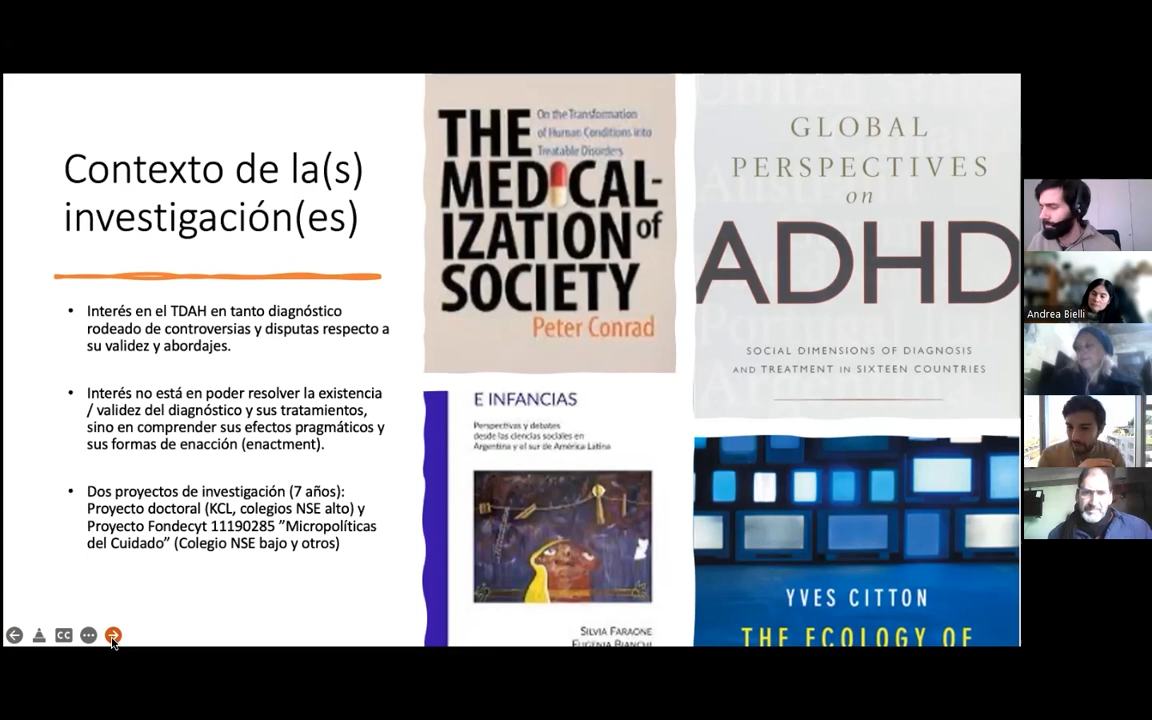 Contexto de la(s)
investigación(es)
• Interés en el TDAH en tanto diagnóstico
rodeado de controversias y disputas respecto a
su validez y abordajes.
• Interés no está en poder resolver la existencia
/ validez del diagnóstico y sus tratamientos,
sino en comprender sus efectos pragmáticos y
sus formas de enacción (enactment).
• Dos proyectos de investigación (7 años):
Proyecto doctoral (KCL, colegios NSE alto) y
Proyecto Fondecyt 11190285 ”Micropolíticas
del Cuidado” (Colegio NSE bajo y otros)
THE
On the Transformation
of Human Conditions into
Treatable Disorders
MEDICAL-
IZATION of
SOCIETY
Peter Conrad
GLOBAL
PERSPECTIVES
on
ADHD
SOCIAL DIMENSIONS OF DIAGNOSIS
AND TREATMENT IN SIXTEEN COUNTRIES
E INFANCIAS
Perspectivas y debates
desde las ciencias sociales en
Argentina y el sur de América Latina
SILVIA FARAONE
EUGENIA BIANCHI
YVES CITTON
THE ECOLOGY OF
Andrea Bielli
CC